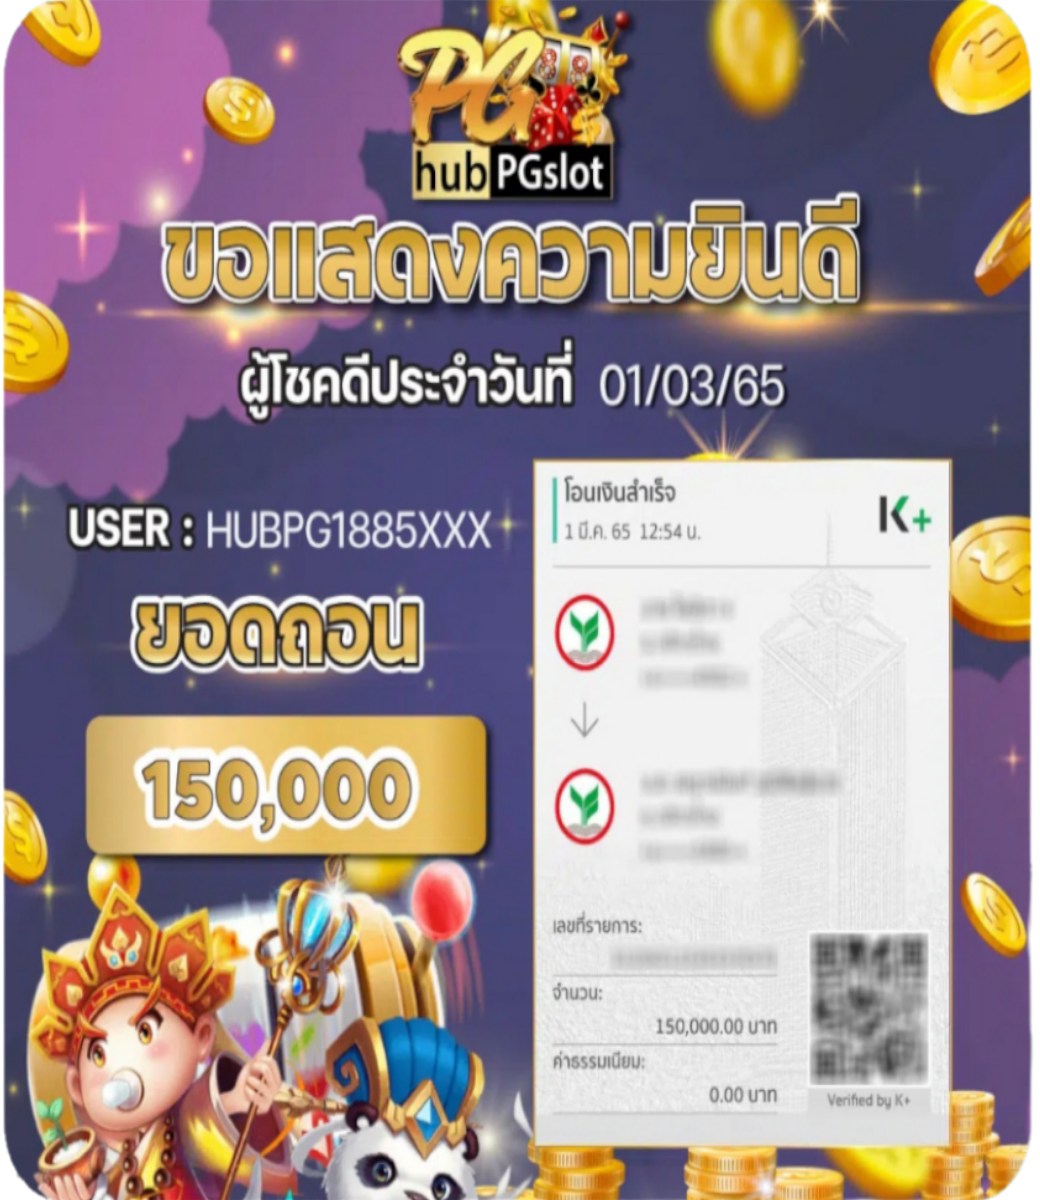 PG
hub PGslot
ขอแสดงความยินดี
ผู้โชคดีประจำวันที่ 01/03/65
USER : HUBPG1885XXX
ยอดถอน
150,000
โอนเงินสำเร็จ
1 มี.ค. 65 12:54 น.
K+
เลขที่รายการ:
จำนวน:
150,000.00 บาท
ค่าธรรมเนียม:
0.00 บาท
Verified by K+